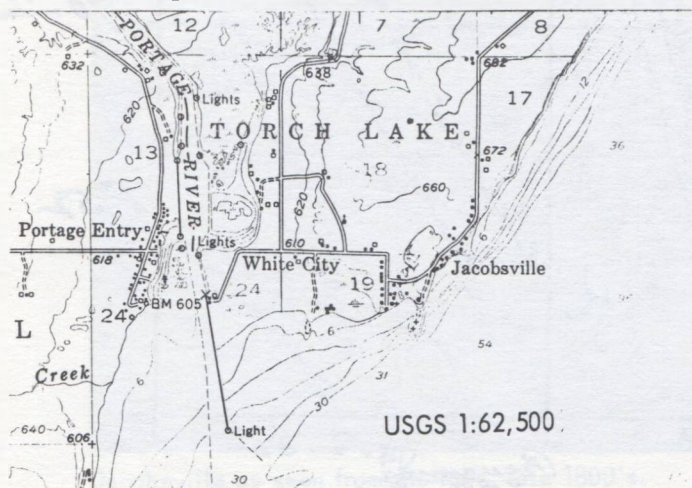 12
7
8
PORTAGE
632
638
682
620
Lights
17
12
36
TORCH LAKE
13
RIVER
18
672
660
620
6
Portage Entry
Lights
610
618
White City
Jacobsville
BM 605
24
24
19
L
6
54
Creek
6
31
30
640
606
Light
USGS 1:62,500
30